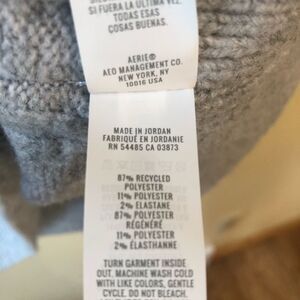 SI FUERA LA ÚLTIMA VEZ.
TODAS ESAS
COSAS BUENAS.
AERIE®
AEO MANAGEMENT CO.
NEW YORK, NY
10016 USA
MADE IN JORDAN
FABRIQUÉ EN JORDANIE
RN 54485 CA 03873
87% RECYCLED
POLYESTER
11% POLYESTER
2% ELASTANE
87% POLYESTER
RÉGÉNÉRÉ
11% POLYESTER
2% ÉLASTHANNE
TURN GARMENT INSIDE
OUT. MACHINE WASH COLD
WITH LIKE COLORS, GENTLE
CYCLE. DO NOT BLEACH.